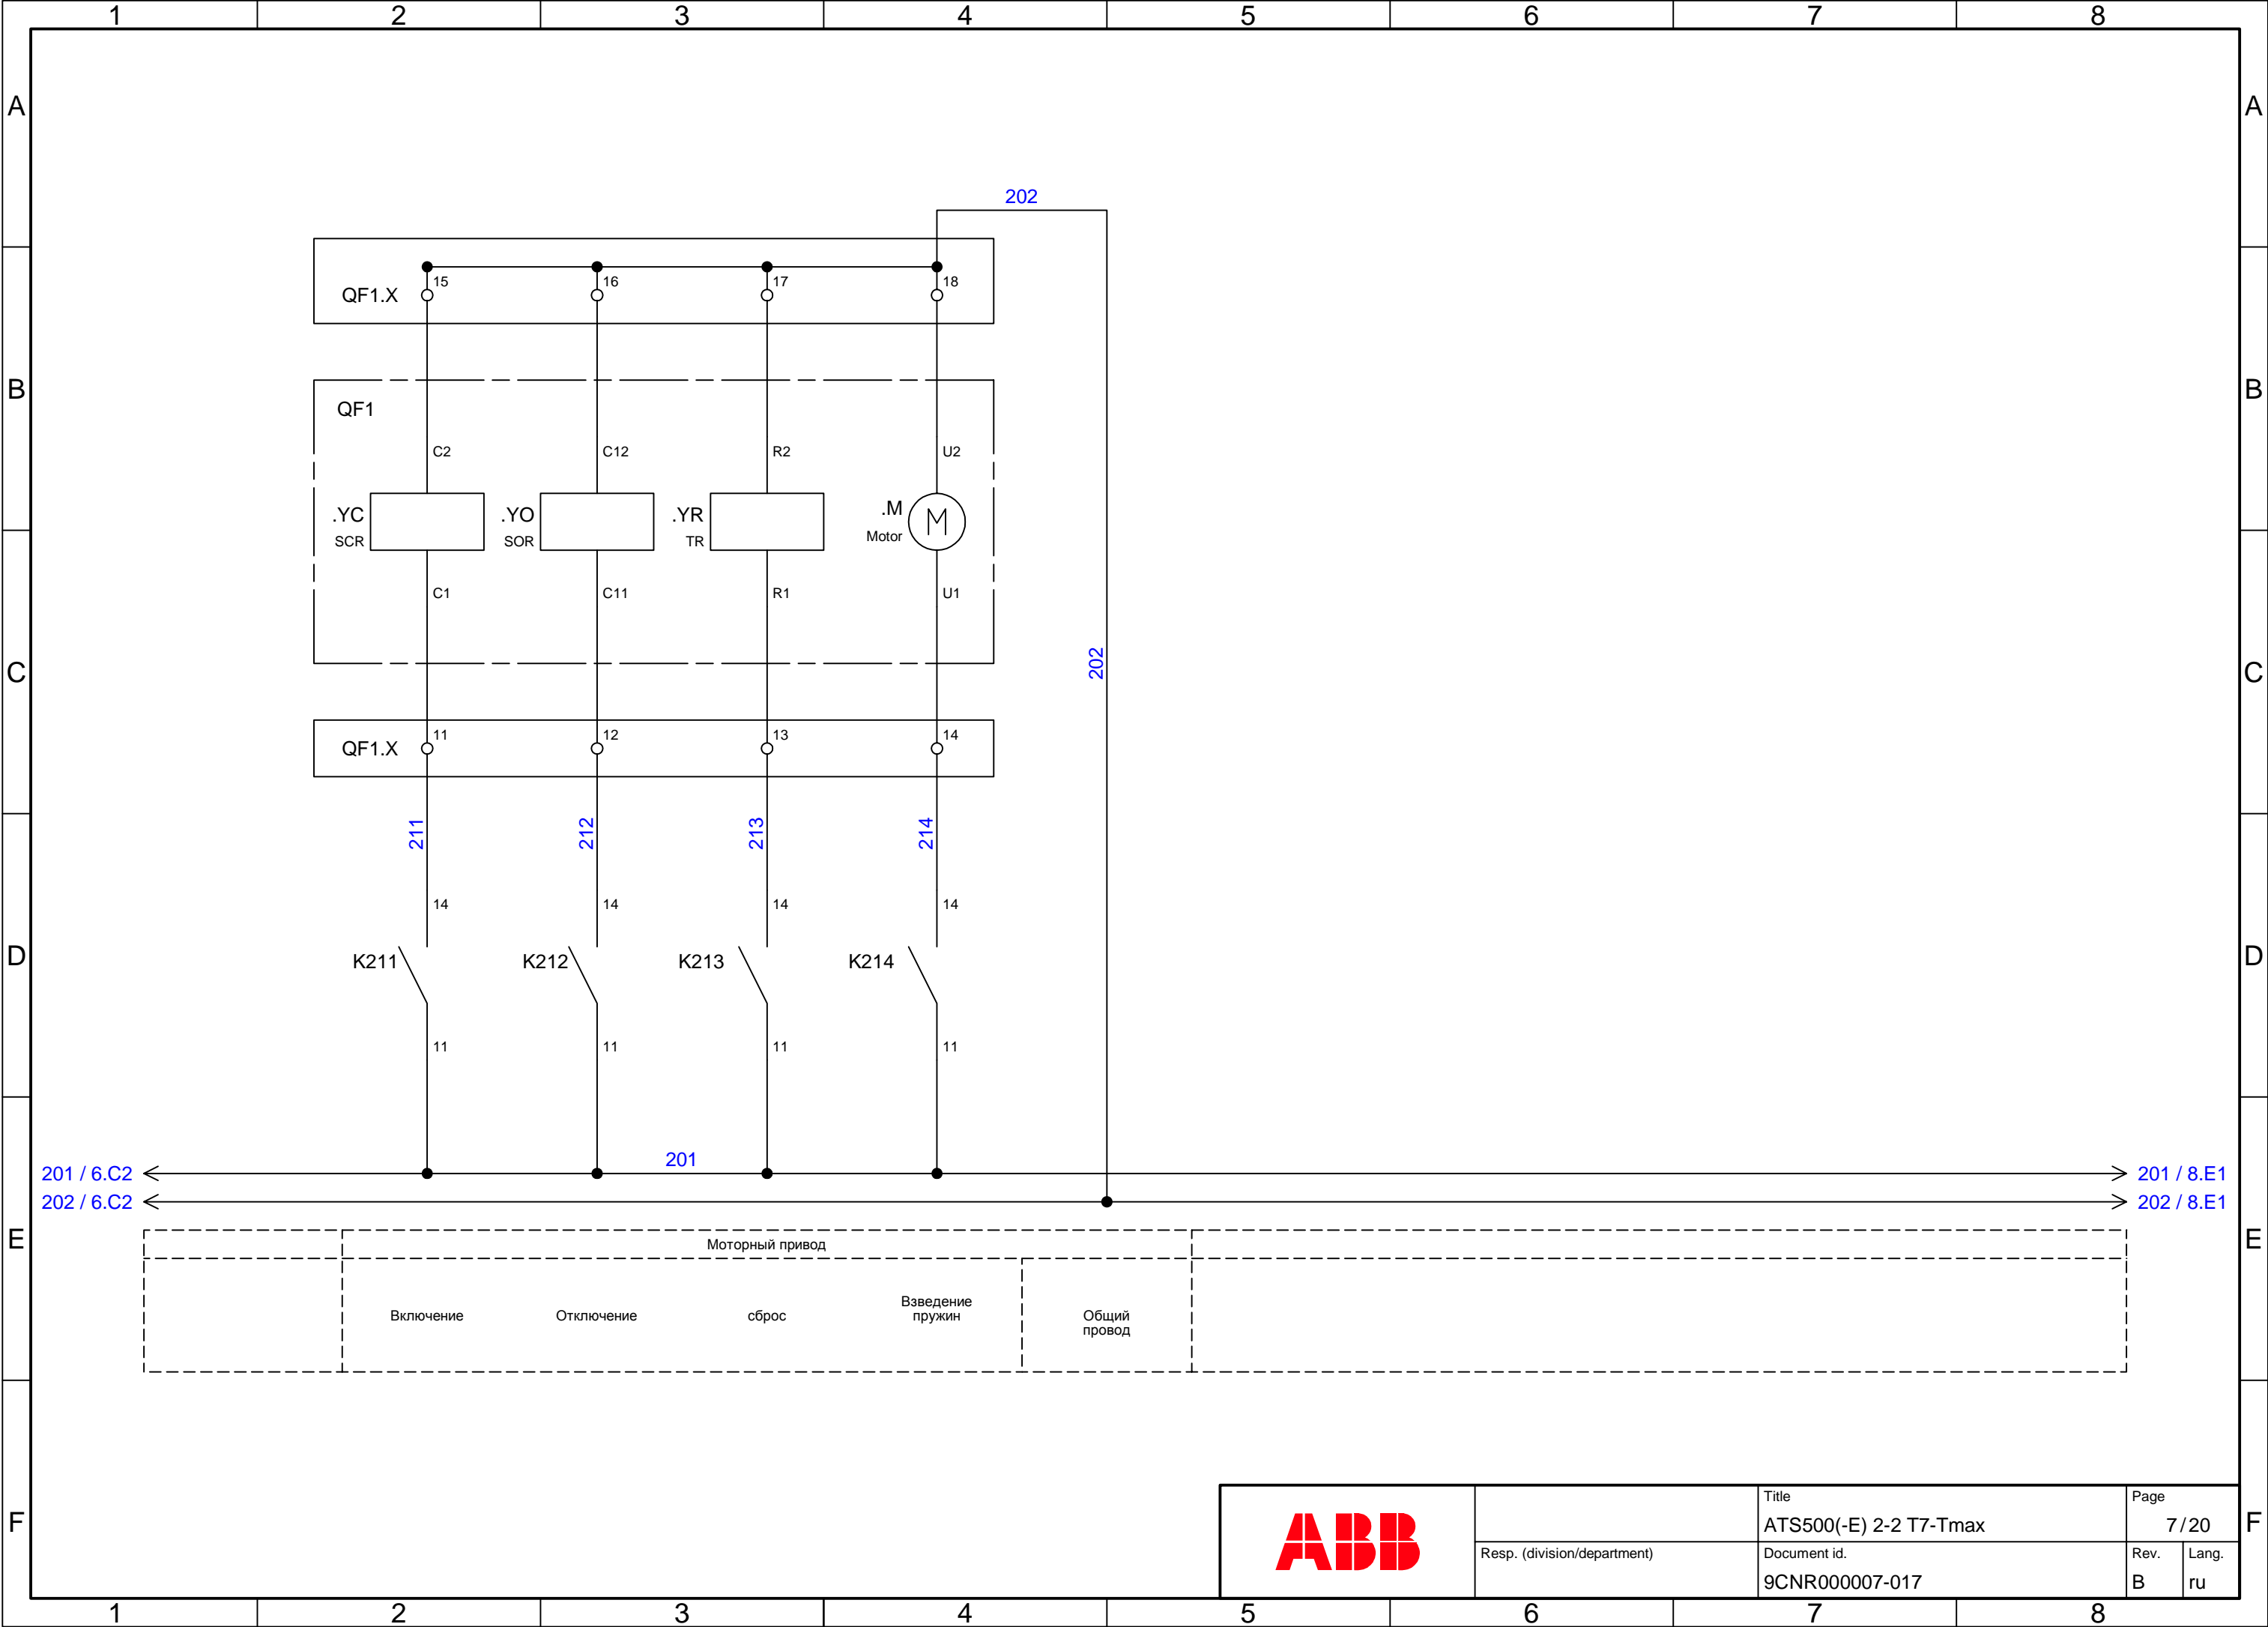 1 2 3 4 5 6 7 8
A A
202
15 16 17 18
QF1.X
B B
QF1
C2 C12 R2 U2
.YC .YO .YR .M M
SCR SOR TR Motor
C1 C11 R1 U1
202
C C
11 12 13 14
QF1.X
211 212 213 214
14 14 14 14
D D
K211 K212 K213 K214
11 11 11 11
201
201 / 6.C2 201 / 8.E1
202 / 6.C2 202 / 8.E1
E E
Моторный привод
Включение Отключение сброс
Взведение
пружин
Общий
провод
F F
ABB
Title
ATS500(-E) 2-2 T7-Tmax
Page
7/20
Resp. (division/department)
Document id.
9CNR000007-017
Rev.
B
Lang.
ru
1 2 3 4 5 6 7 8